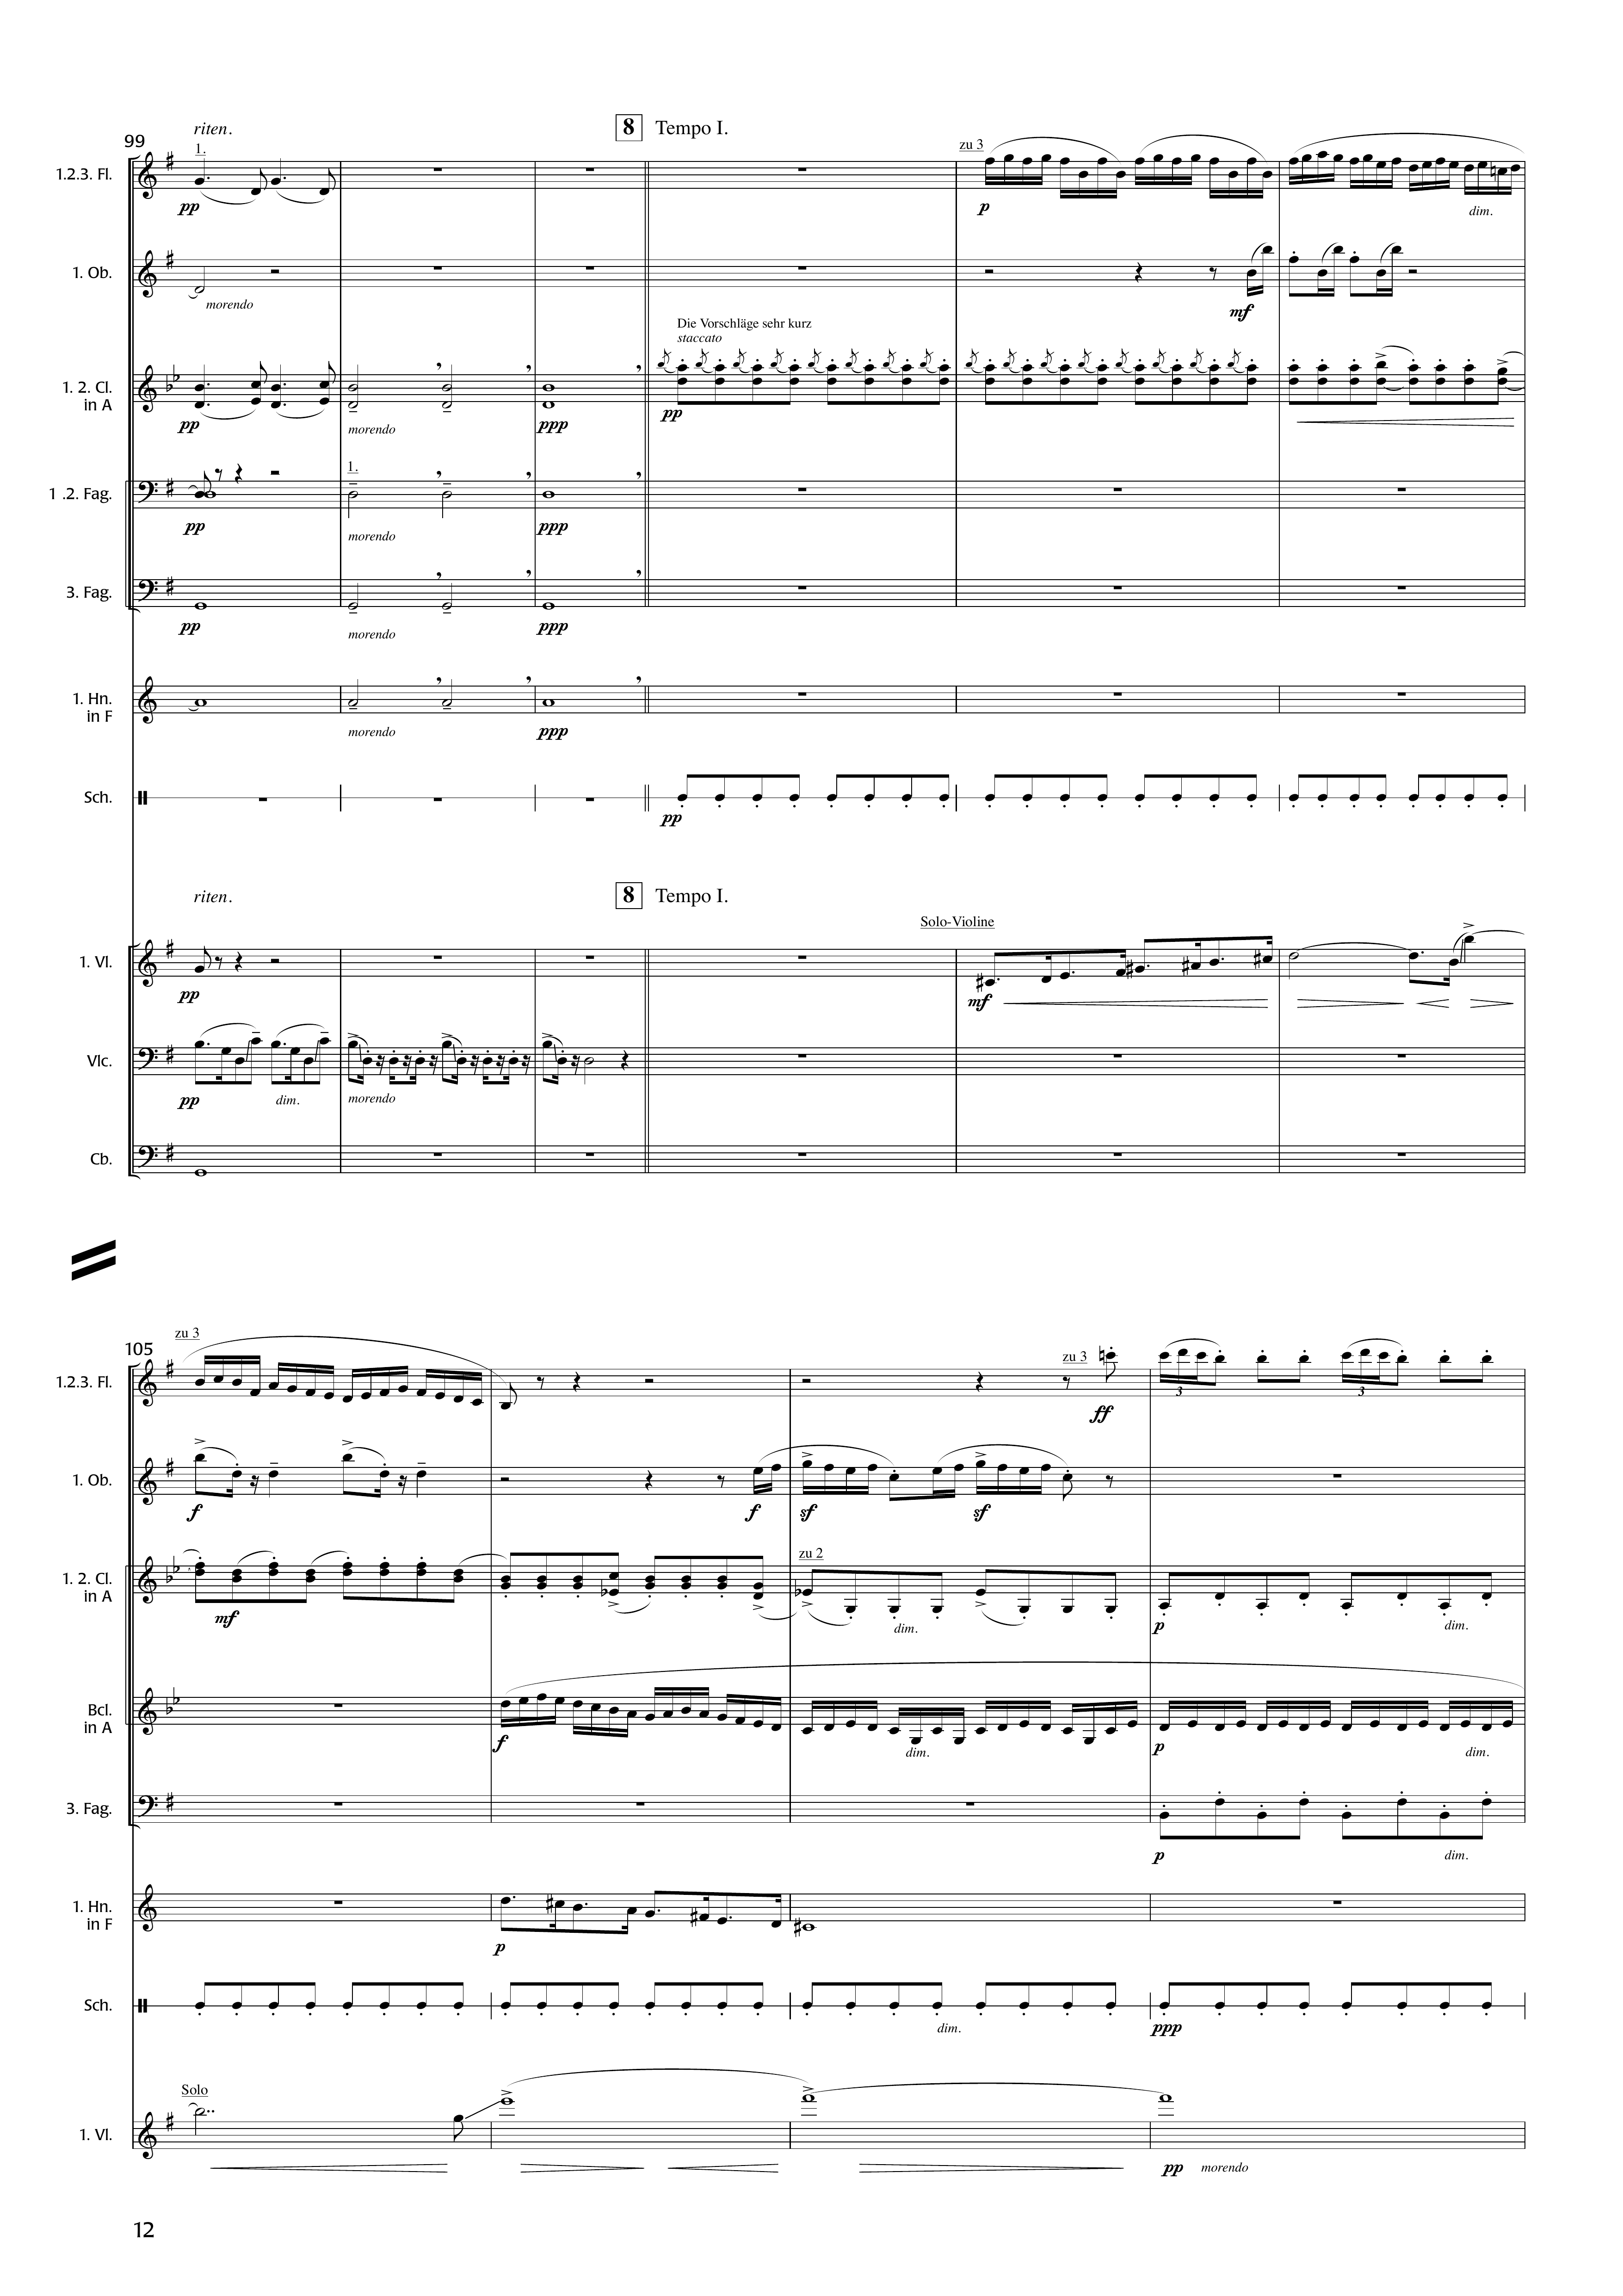 riten.
8 Tempo I.
99
1.
zu 3
1.2.3. Fl.
pp
p
dim.
1. Ob.
morendo
mf
Die Vorschläge sehr kurz
staccato
1. 2. Cl.
in A
pp
morendo
ppp
pp
1.
1 .2. Fag.
pp
morendo
ppp
3. Fag.
pp
morendo
ppp
1. Hn.
in F
morendo
ppp
Sch.
pp
riten.
8 Tempo I.
Solo-Violine
1. Vl.
pp
mf
Vlc.
pp
dim.
morendo
Cb.
zu 3
105
zu 3
1.2.3. Fl.
3
3
ff
1. Ob.
f
f
sf
sf
zu 2
1. 2. Cl.
in A
mf
dim.
p
dim.
Bcl.
in A
f
dim.
p
dim.
3. Fag.
p
dim.
1. Hn.
in F
p
Sch.
dim.
ppp
Solo
1. Vl.
pp
morendo
12